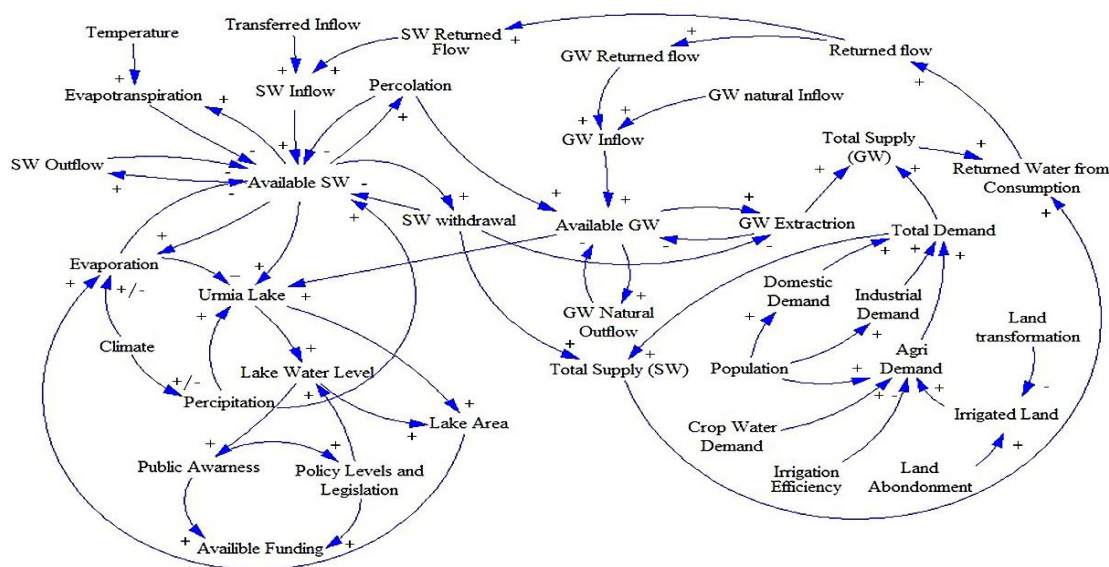 Temperature
Transferred Inflow
SW Returned
Flow
GW Returned flow
Returned flow
Evapotranspiration
SW Inflow
Percolation
GW natural Inflow
GW Inflow
Total Supply
(GW)
SW Outflow
Available SW
Returned Water from
Consumption
SW withdrawal
Available GW
GW Extractrion
Total Demand
Evaporation
Urmia Lake
Domestic
Demand
Industrial
Demand
GW Natural
Outflow
Land
transformation
Climate
Lake Water Level
Total Supply (SW)
Population
Agri
Demand
Percipitation
Lake Area
Crop Water
Demand
Irrigated Land
Public Awarness
Policy Levels and
Legislation
Irrigation
Efficiency
Land
Abondonment
Availible Funding